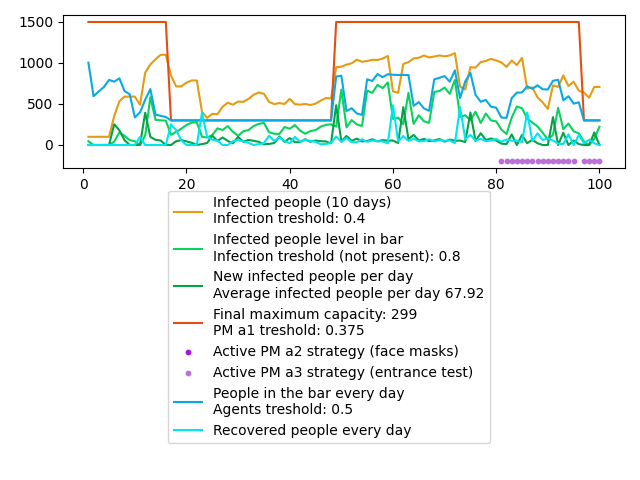 1500
1000
500
0
0 20 40 60 80 100
Infected people (10 days)
Infection treshold: 0.4
Infected people level in bar
Infection treshold (not present): 0.8
New infected people per day
Average infected people per day 67.92
Final maximum capacity: 299
PM a1 treshold: 0.375
Active PM a2 strategy (face masks)
Active PM a3 strategy (entrance test)
People in the bar every day
Agents treshold: 0.5
Recovered people every day